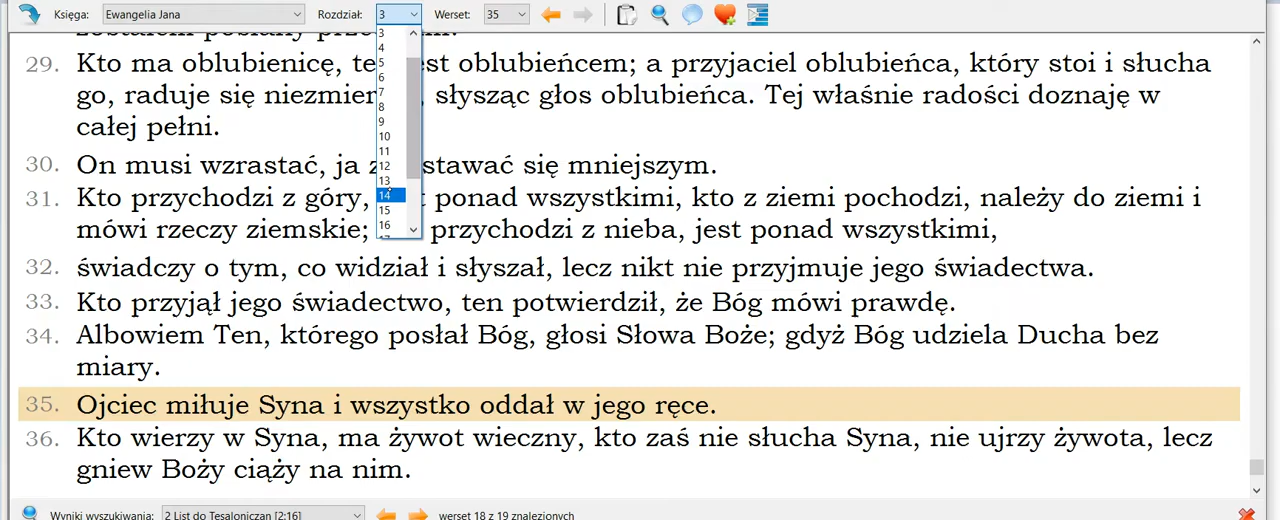 Księga: Ewangelia Jana Rozdział: 3 Werset: 35
29. Kto ma oblubienicę, est oblubieńcem; a przyjaciel oblubieńca, który stoi i słucha
go, raduje się słysząc głos oblubieńca. Tej właśnie radości doznaję w
całej pełni.
30. On musi wzrastać, ja stawać się mniejszym.
31. Kto przychodzi z góry, t ponad wszystkimi, kto z ziemi pochodzi, należy do ziemi i
mówi rzeczy ziemskie; przychodzi z nieba, jest ponad wszystkimi,
32. świadczy o tym, co widział i słyszał, lecz nikt nie przyjmuje jego świadectwa.
33. Kto przyjął jego świadectwo, ten potwierdził, że Bóg mówi prawdę.
34. Albowiem Ten, którego posłał Bóg, głosi Słowa Boże; gdyż Bóg udziela Ducha bez
miary.
35. Ojciec miłuje Syna i wszystko oddał w jego ręce.
36. Kto wierzy w Syna, ma żywot wieczny, kto zaś nie słucha Syna, nie ujrzy żywota, lecz
gniew Boży ciąży na nim.
3
4
5
6
7
8
9
10
11
12
13
14
15
16
Wyniki wyszukiwania: 2 List do Tesaloniczan [2:16] werset 18 z 19 znalezionych